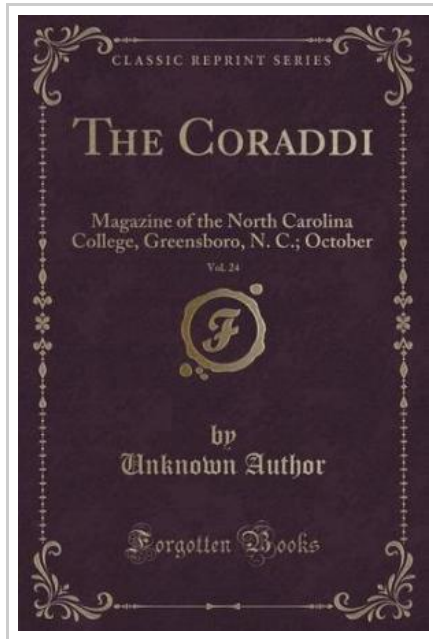 CLASSIC REPRINT SERIES
THE CORADDI
Magazine of the North Carolina
College, Greensboro, N. C.; October
Vol. 24
F
by
Unknown Author
Forgotten Books